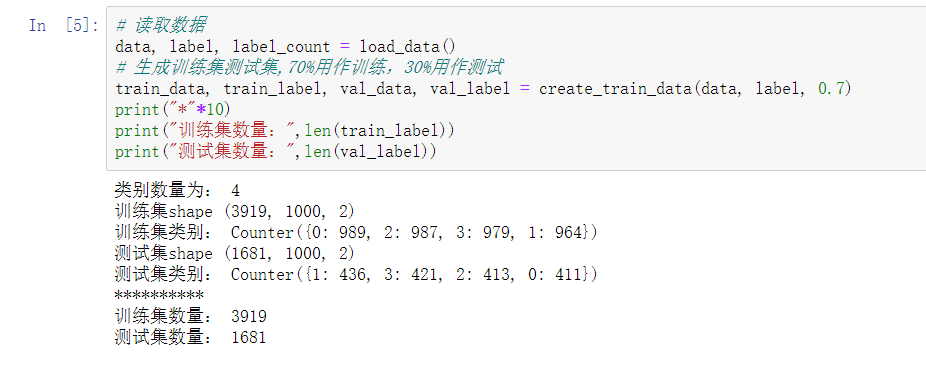 In [5]:
# 读取数据
data, label, label_count = load_data()
# 生成训练集测试集,70%用作训练，30%用作测试
train_data, train_label, val_data, val_label = create_train_data(data, label, 0.7)
print("*"*10)
print("训练集数量：",len(train_label))
print("测试集数量：",len(val_label))
类别数量为： 4
训练集shape (3919, 1000, 2)
训练集类别： Counter({0: 989, 2: 987, 3: 979, 1: 964})
测试集shape (1681, 1000, 2)
测试集类别： Counter({1: 436, 3: 421, 2: 413, 0: 411})
**********
训练集数量： 3919
测试集数量： 1681